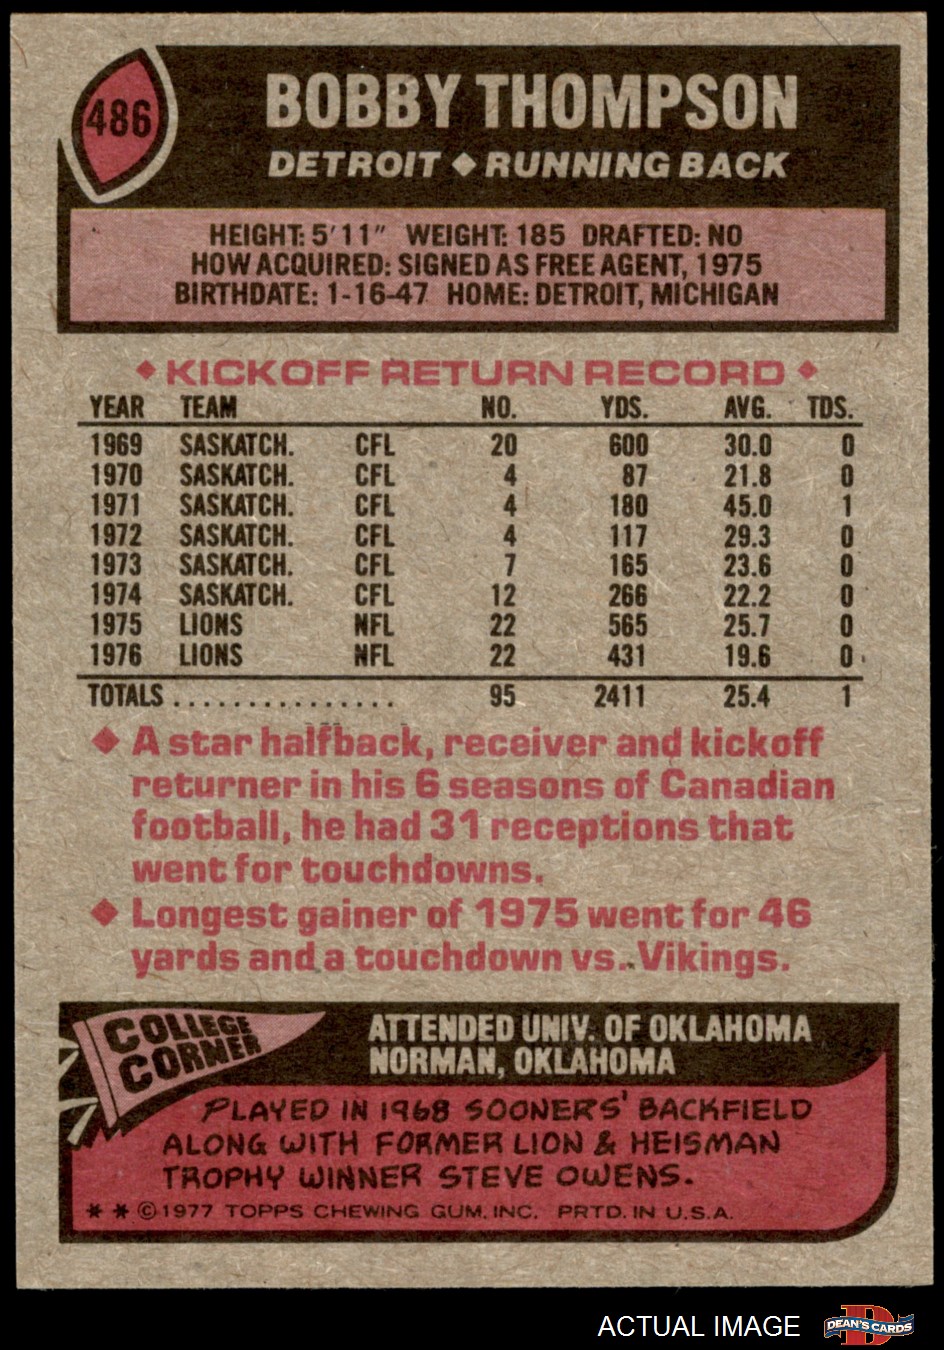 486
BOBBY THOMPSON
DETROIT ◆ RUNNING BACK
HEIGHT: 5' 11" WEIGHT: 185 DRAFTED: NO
HOW ACQUIRED: SIGNED AS FREE AGENT, 1975
BIRTHDATE: 1-16-47 HOME: DETROIT, MICHIGAN
◆ KICKOFF RETURN RECORD ◆
YEAR TEAM NO. YDS. AVG. TDS.
1969 SASKATCH. CFL 20 600 30.0 0
1970 SASKATCH. CFL 4 87 21.8 0
1971 SASKATCH. CFL 4 180 45.0 1
1972 SASKATCH. CFL 4 117 29.3 0
1973 SASKATCH. CFL 7 165 23.6 0
1974 SASKATCH. CFL 12 266 22.2 0
1975 LIONS NFL 22 565 25.7 0
1976 LIONS NFL 22 431 19.6 0
TOTALS ............... 95 2411 25.4 1
◆ A star halfback, receiver and kickoff
returner in his 6 seasons of Canadian
football, he had 31 receptions that
went for touchdowns.
◆ Longest gainer of 1975 went for 46
yards and a touchdown vs. Vikings.
COLLEGE
CORNER
ATTENDED UNIV. OF OKLAHOMA
NORMAN, OKLAHOMA
PLAYED IN 1968 SOONERS' BACKFIELD
ALONG WITH FORMER LION & HEISMAN
TROPHY WINNER STEVE OWENS.
* * © 1977 TOPPS CHEWING GUM, INC. PRTD. IN U.S.A.
ACTUAL IMAGE
D
DEAN'S CARDS